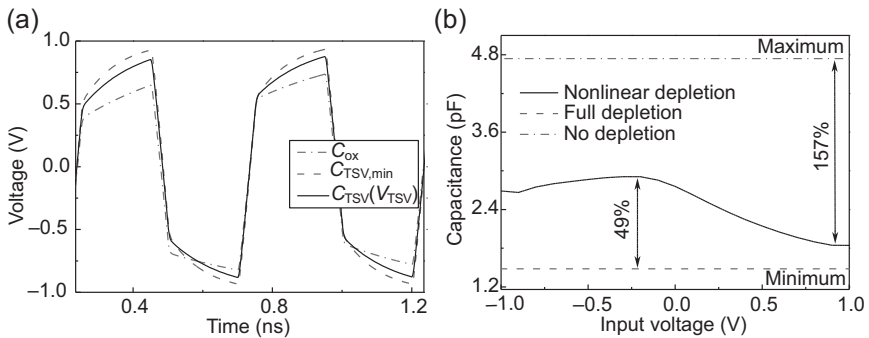 (a)
1.0
0.5
0.0
−0.5
−1.0
Voltage (V)
C_ox
C_TSV,min
C_TSV(V_TSV)
0.4 0.8 1.2
Time (ns)
(b)
4.8
3.6
2.4
1.2
Capacitance (pF)
Maximum
Nonlinear depletion
Full depletion
No depletion
157%
49%
Minimum
−1.0 −0.5 0.0 0.5 1.0
Input voltage (V)